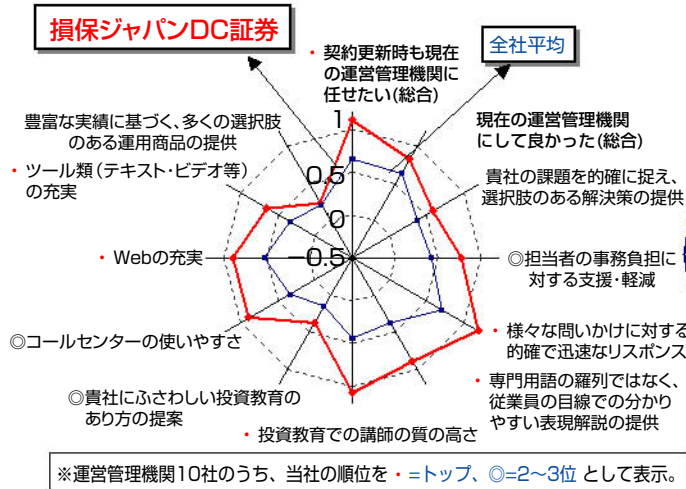 損保ジャパンDC証券
全社平均
・契約更新時も現在
の運営管理機関に
任せたい(総合)
現在の運営管理機関
にして良かった(総合)
貴社の課題を的確に捉え、
選択肢のある解決策の提供
◎担当者の事務負担に
対する支援・軽減
・様々な問いかけに対する
的確で迅速なリスポンス
・専門用語の羅列ではなく、
従業員の目線での分かり
やすい表現解説の提供
・投資教育での講師の質の高さ
◎貴社にふさわしい投資教育の
あり方の提案
◎コールセンターの使いやすさ
・Webの充実
・ツール類(テキスト・ビデオ等)
の充実
豊富な実績に基づく、多くの選択肢
のある運用商品の提供
1
0.5
0
−0.5
※運営管理機関10社のうち、当社の順位を・=トップ、◎=2〜3位 として表示。